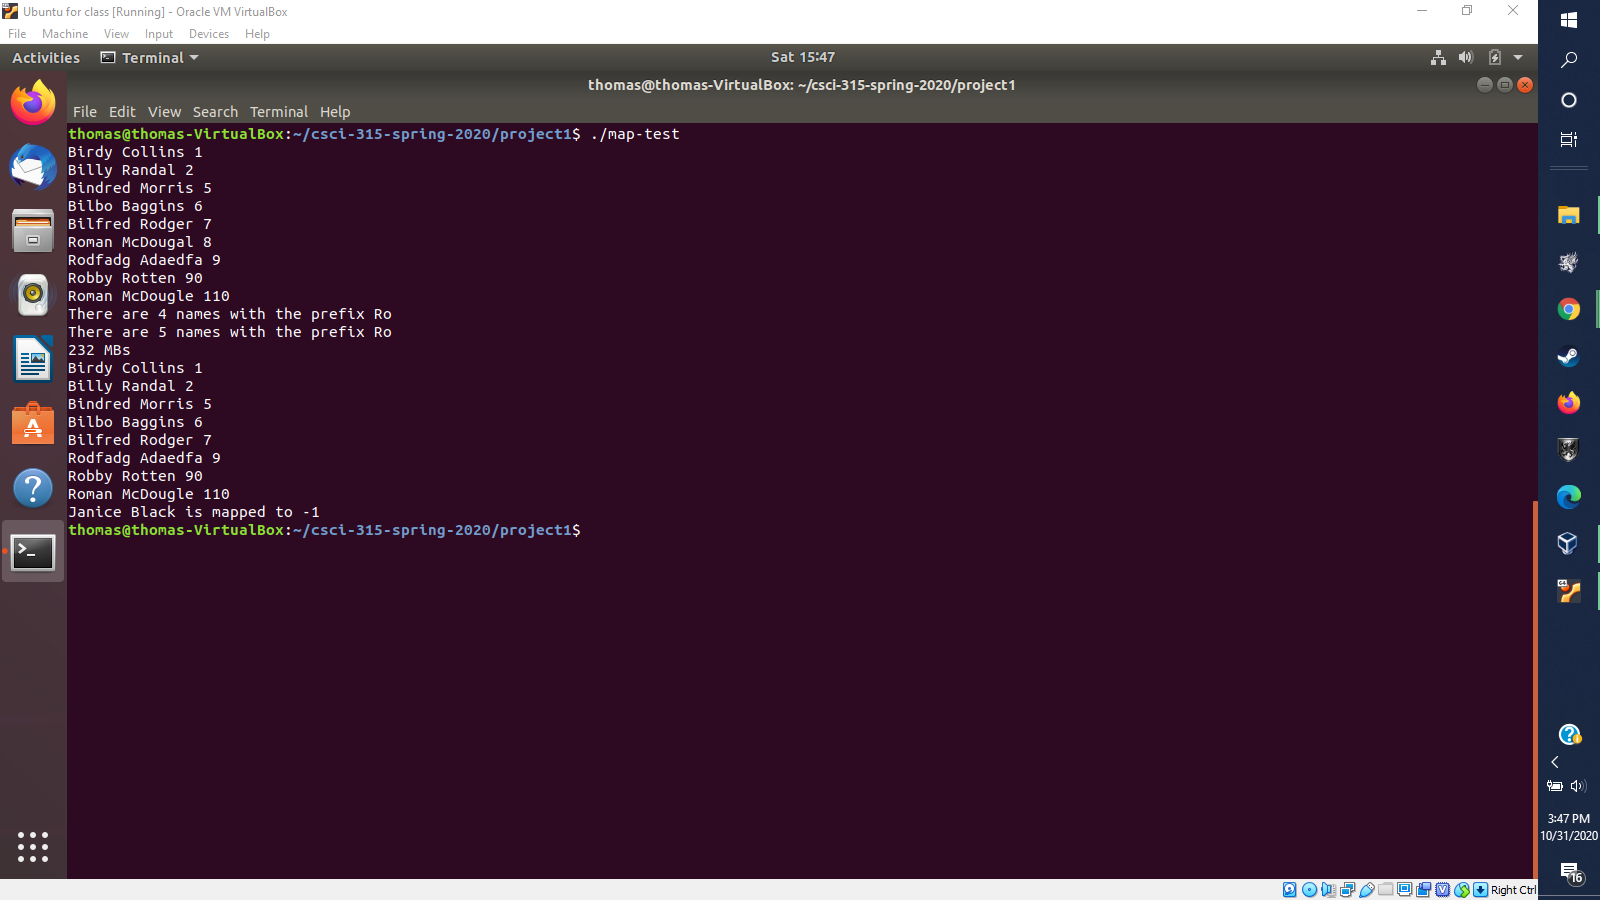 Ubuntu for class [Running] - Oracle VM VirtualBox
File Machine View Input Devices Help
Activities Terminal Sat 15:47
thomas@thomas-VirtualBox: ~/csci-315-spring-2020/project1
File Edit View Search Terminal Help
thomas@thomas-VirtualBox:~/csci-315-spring-2020/project1$ ./map-test
Birdy Collins 1
Billy Randal 2
Bindred Morris 5
Bilbo Baggins 6
Bilfred Rodger 7
Roman McDougal 8
Rodfadg Adaedfa 9
Robby Rotten 90
Roman McDougle 110
There are 4 names with the prefix Ro
There are 5 names with the prefix Ro
232 MBs
Birdy Collins 1
Billy Randal 2
Bindred Morris 5
Bilbo Baggins 6
Bilfred Rodger 7
Rodfadg Adaedfa 9
Robby Rotten 90
Roman McDougle 110
Janice Black is mapped to -1
thomas@thomas-VirtualBox:~/csci-315-spring-2020/project1$
3:47 PM
10/31/2020
16
Right Ctrl